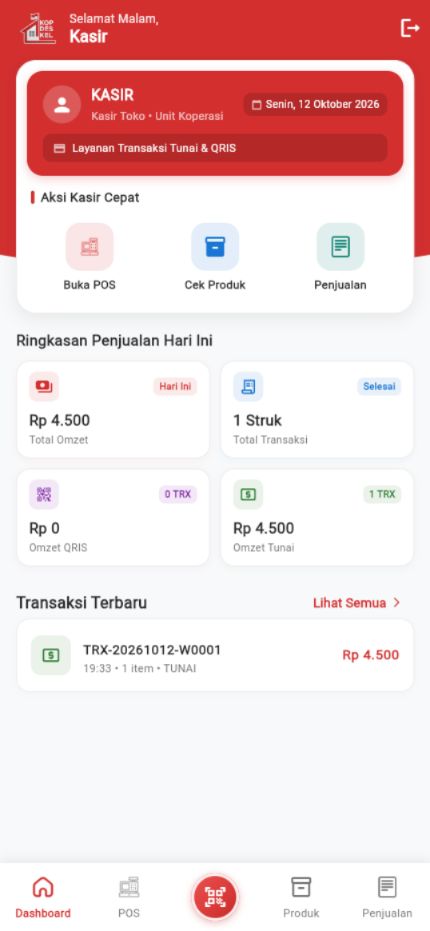 KOP
DES
KEL
Selamat Malam,
Kasir
KASIR
Kasir Toko • Unit Koperasi
Senin, 12 Oktober 2026
Layanan Transaksi Tunai & QRIS
Aksi Kasir Cepat
Buka POS
Cek Produk
Penjualan
Ringkasan Penjualan Hari Ini
Hari Ini
Rp 4.500
Total Omzet
Selesai
1 Struk
Total Transaksi
0 TRX
Rp 0
Omzet QRIS
1 TRX
Rp 4.500
Omzet Tunai
Transaksi Terbaru
Lihat Semua
TRX-20261012-W0001
19:33 • 1 item • TUNAI
Rp 4.500
Dashboard
POS
Produk
Penjualan